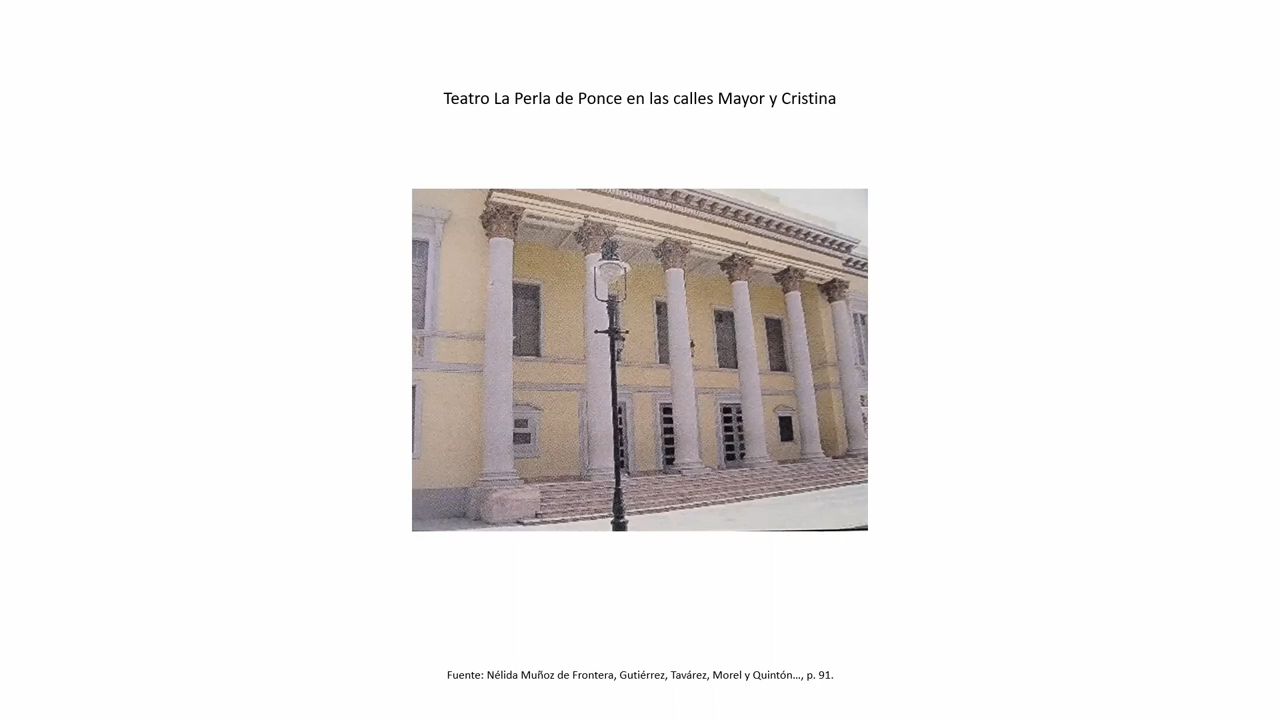 Teatro La Perla de Ponce en las calles Mayor y Cristina
Fuente: Nélida Muñoz de Frontera, Gutiérrez, Tavárez, Morel y Quintón…, p. 91.